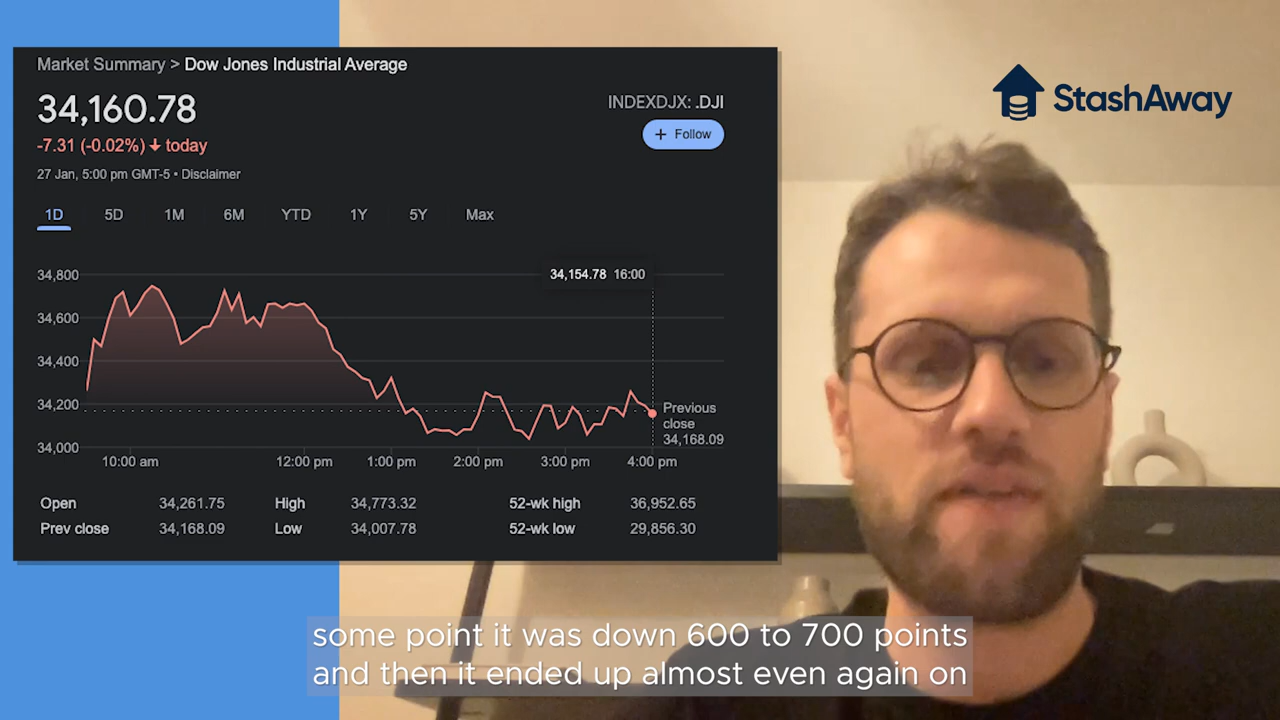 Market Summary > Dow Jones Industrial Average
34,160.78
INDEXDJX: .DJI
-7.31 (-0.02%) ↓ today
+ Follow
27 Jan, 5:00 pm GMT-5 • Disclaimer
1D 5D 1M 6M YTD 1Y 5Y Max
34,154.78 16:00
34,800
34,600
34,400
34,200
34,000
Previous
close
34,168.09
10:00 am 12:00 pm 1:00 pm 2:00 pm 3:00 pm 4:00 pm
Open 34,261.75 High 34,773.32 52-wk high 36,952.65
Prev close 34,168.09 Low 34,007.78 52-wk low 29,856.30
StashAway
some point it was down 600 to 700 points
and then it ended up almost even again on